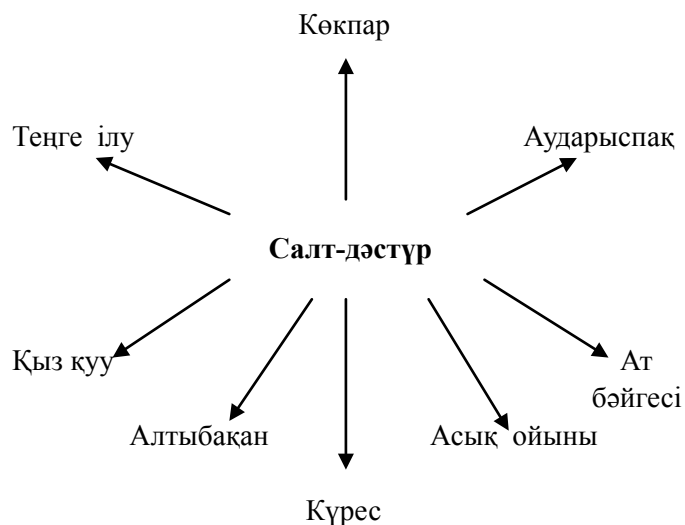 Көкпар
Теңге ілу
Аударыспақ
Салт-дәстүр
Қыз қуу
Ат
бәйгесі
Алтыбақан
Асық ойыны
Күрес